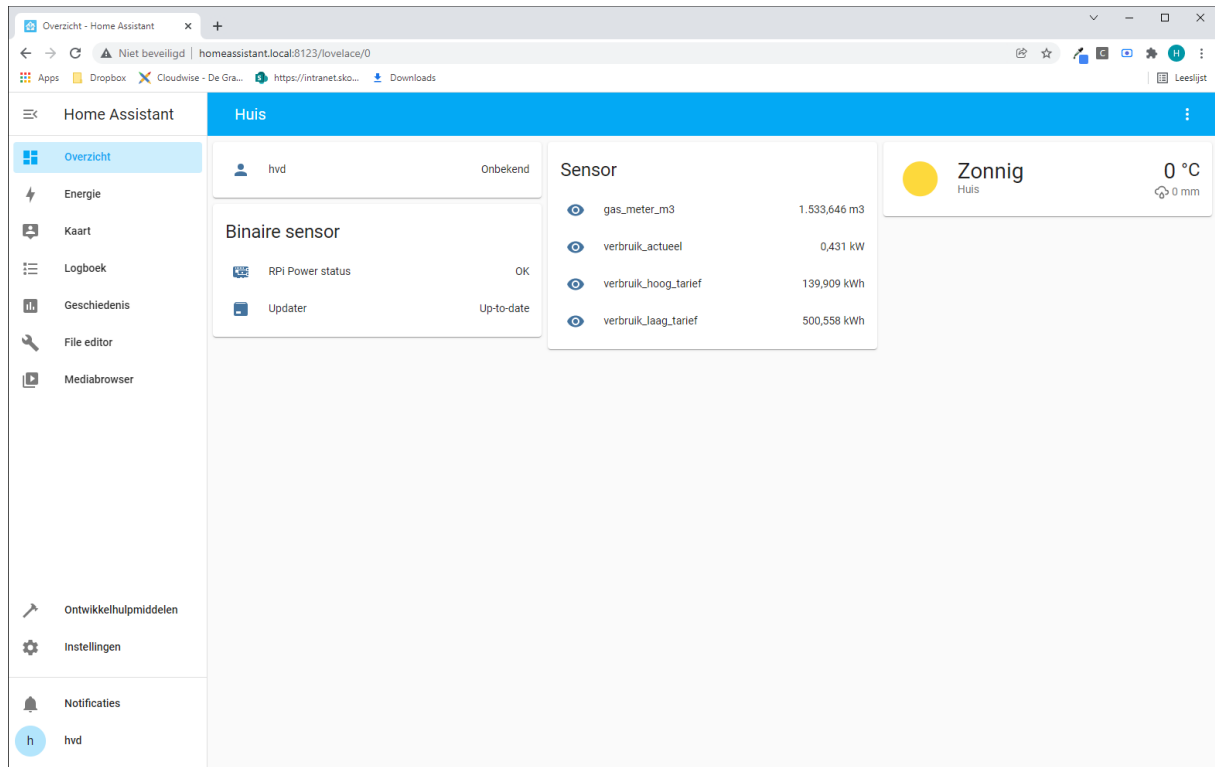 Overzicht - Home Assistant
Niet beveiligd | homeassistant.local:8123/lovelace/0
Apps Dropbox Cloudwise - De Gra... https://intranet.sko... Downloads Leeslijst
Home Assistant
Huis
Overzicht
Energie
Kaart
Logboek
Geschiedenis
File editor
Mediabrowser
Ontwikkelhulpmiddelen
Instellingen
Notificaties
h hvd
hvd Onbekend
Binaire sensor
RPi Power status OK
Updater Up-to-date
Sensor
gas_meter_m3 1.533,646 m3
verbruik_actueel 0,431 kW
verbruik_hoog_tarief 139,909 kWh
verbruik_laag_tarief 500,558 kWh
Zonnig 0 °C
Huis 0 mm